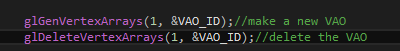 glGenVertexArrays(1, &VAO_ID);//make a new VAO
glDeleteVertexArrays(1, &VAO_ID);//delete the VAO